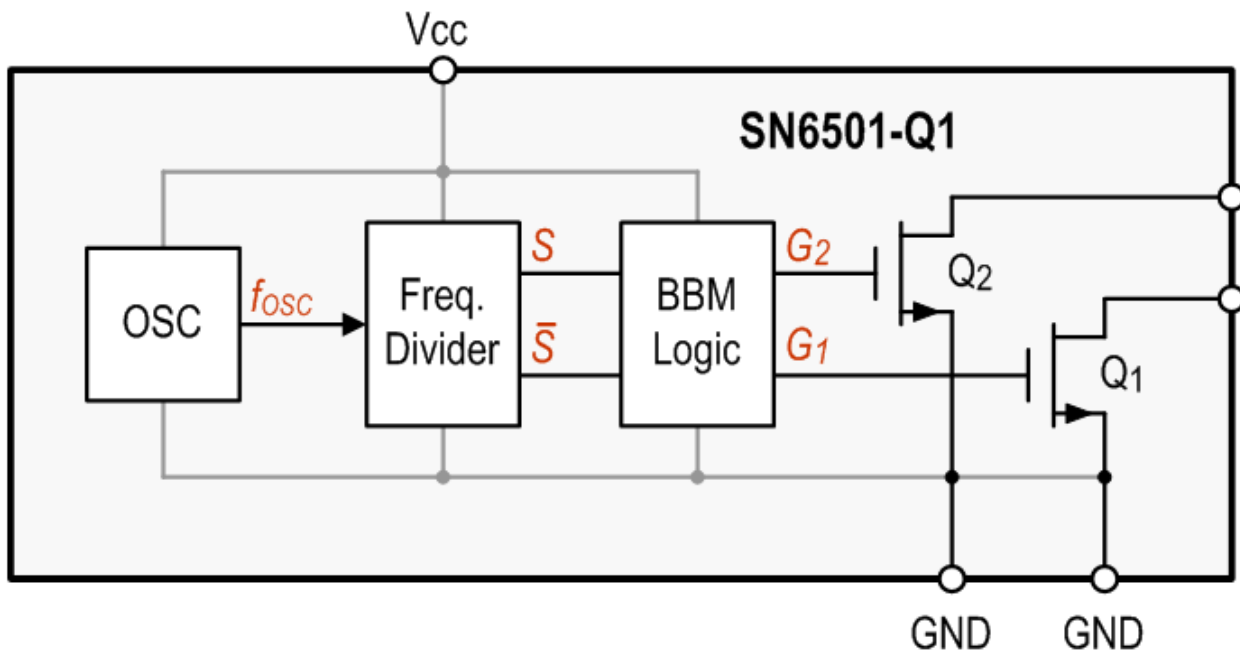 Vcc
SN6501-Q1
OSC
fOSC
Freq.
Divider
S
S̅
BBM
Logic
G2
G1
Q2
Q1
GND
GND